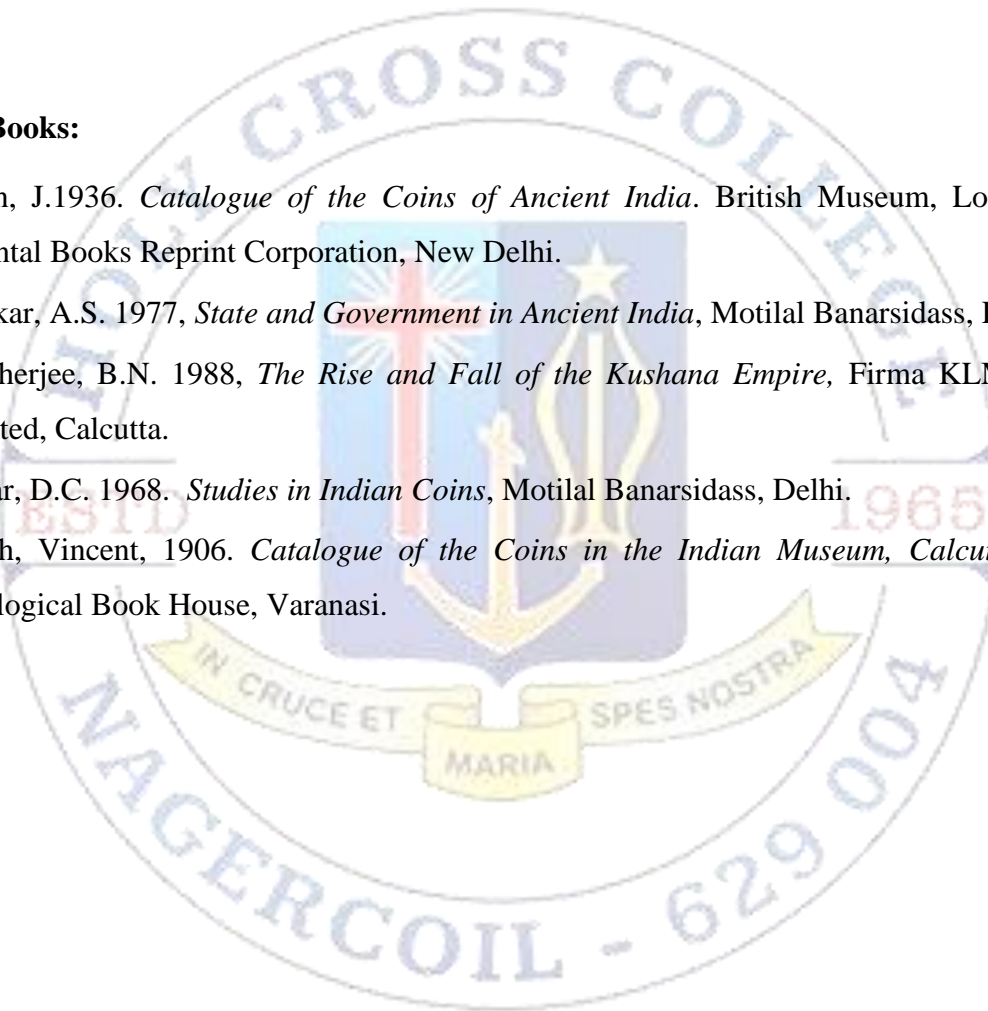 Books:
n, J.1936. Catalogue of the Coins of Ancient India. British Museum, Lo
ntal Books Reprint Corporation, New Delhi.
kar, A.S. 1977, State and Government in Ancient India, Motilal Banarsidass,
herjee, B.N. 1988, The Rise and Fall of the Kushana Empire, Firma KLM
ted, Calcutta.
ar, D.C. 1968. Studies in Indian Coins, Motilal Banarsidass, Delhi.
h, Vincent, 1906. Catalogue of the Coins in the Indian Museum, Calcu
logical Book House, Varanasi.
HOLY CROSS COLLEGE
ESTD 1965
IN CRUCE ET MARIA SPES NOSTRA
NAGERCOIL - 629 004